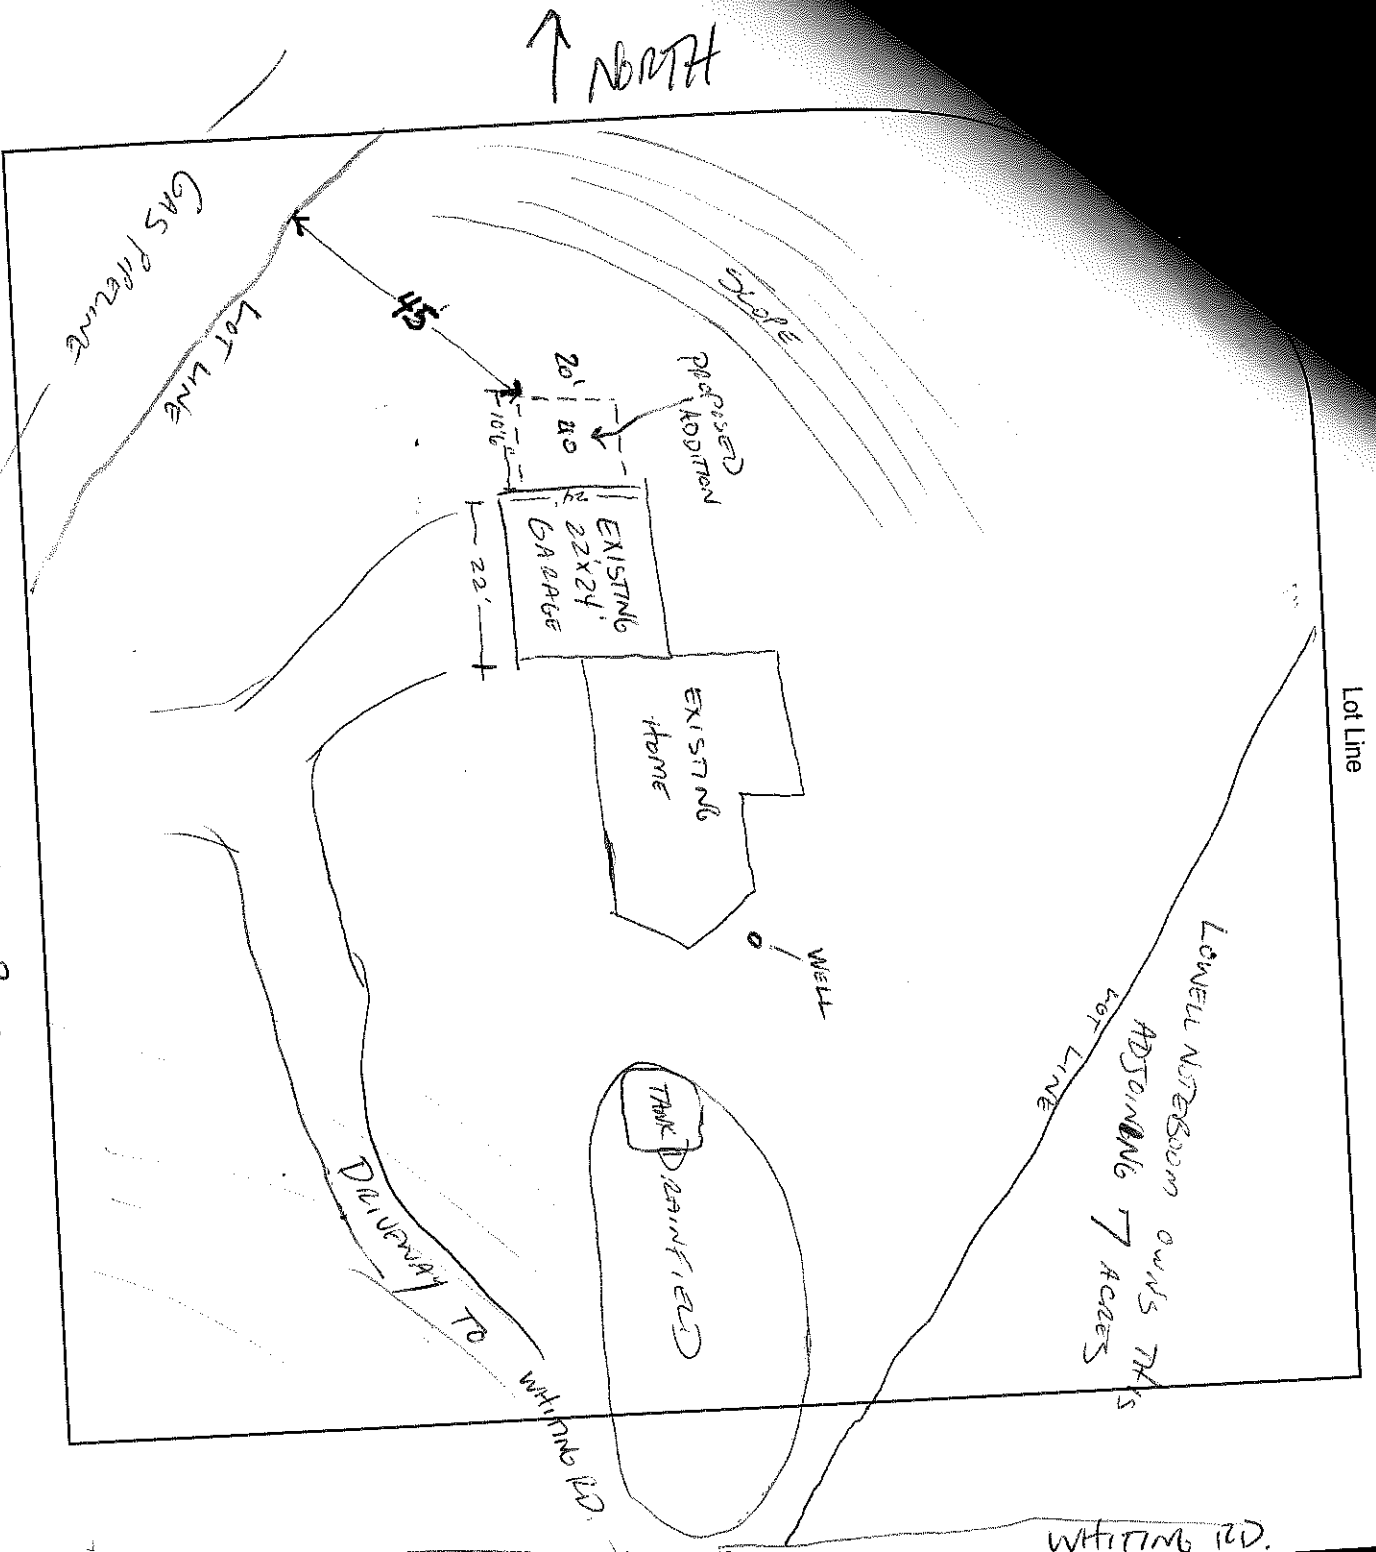 NORTH
GAS PIPELINE
LOT LINE
45'
SLOPE
PROPOSED
ADDITION
20'
10'6"
24'
EXISTING
22'X24'
GARAGE
22'
EXISTING
HOME
WELL
Lot Line
LOWELL NOTEBOOM OWNS THIS
ADJOINING 7 ACRES
LOT LINE
TANK
DRAINFIELD
DRIVEWAY TO
WHITING RD.
WHITING RD.